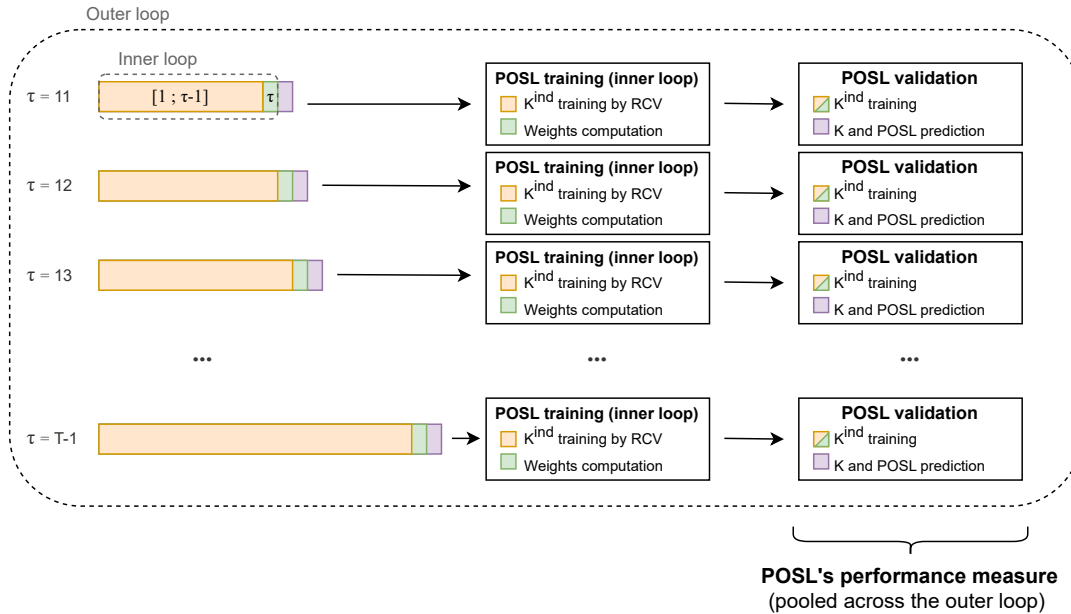 Outer loop
Inner loop
τ = 11
[1 ; τ-1]
τ
POSL training (inner loop)
K^ind training by RCV
Weights computation
POSL validation
K^ind training
K and POSL prediction
τ = 12
POSL training (inner loop)
K^ind training by RCV
Weights computation
POSL validation
K^ind training
K and POSL prediction
τ = 13
POSL training (inner loop)
K^ind training by RCV
Weights computation
POSL validation
K^ind training
K and POSL prediction
... ... ...
τ = T-1
POSL training (inner loop)
K^ind training by RCV
Weights computation
POSL validation
K^ind training
K and POSL prediction
POSL's performance measure
(pooled across the outer loop)